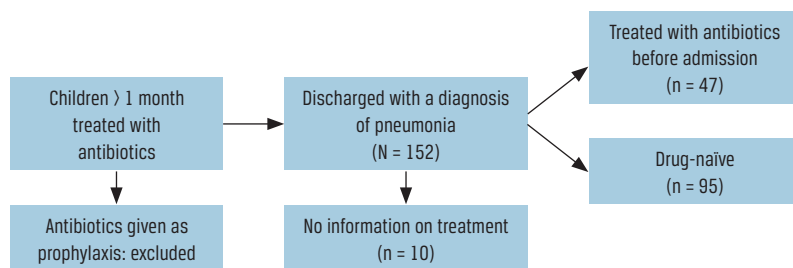 Children > 1 month
treated with
antibiotics
Antibiotics given as
prophylaxis: excluded
Discharged with a diagnosis
of pneumonia
(N = 152)
No information on treatment
(n = 10)
Treated with antibiotics
before admission
(n = 47)
Drug-naïve
(n = 95)